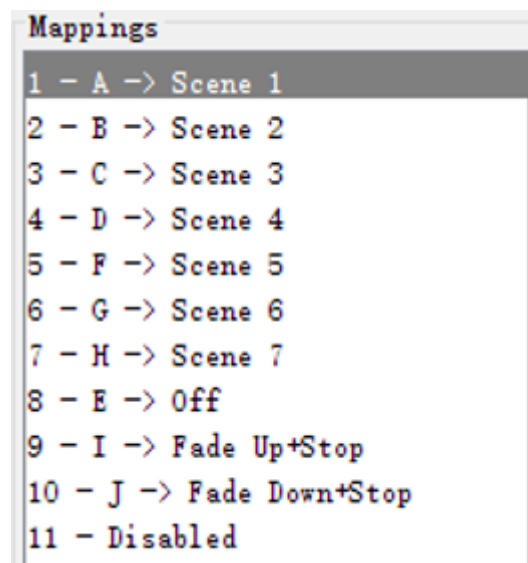 Mappings
1 - A -> Scene 1
2 - B -> Scene 2
3 - C -> Scene 3
4 - D -> Scene 4
5 - F -> Scene 5
6 - G -> Scene 6
7 - H -> Scene 7
8 - E -> Off
9 - I -> Fade Up+Stop
10 - J -> Fade Down+Stop
11 - Disabled